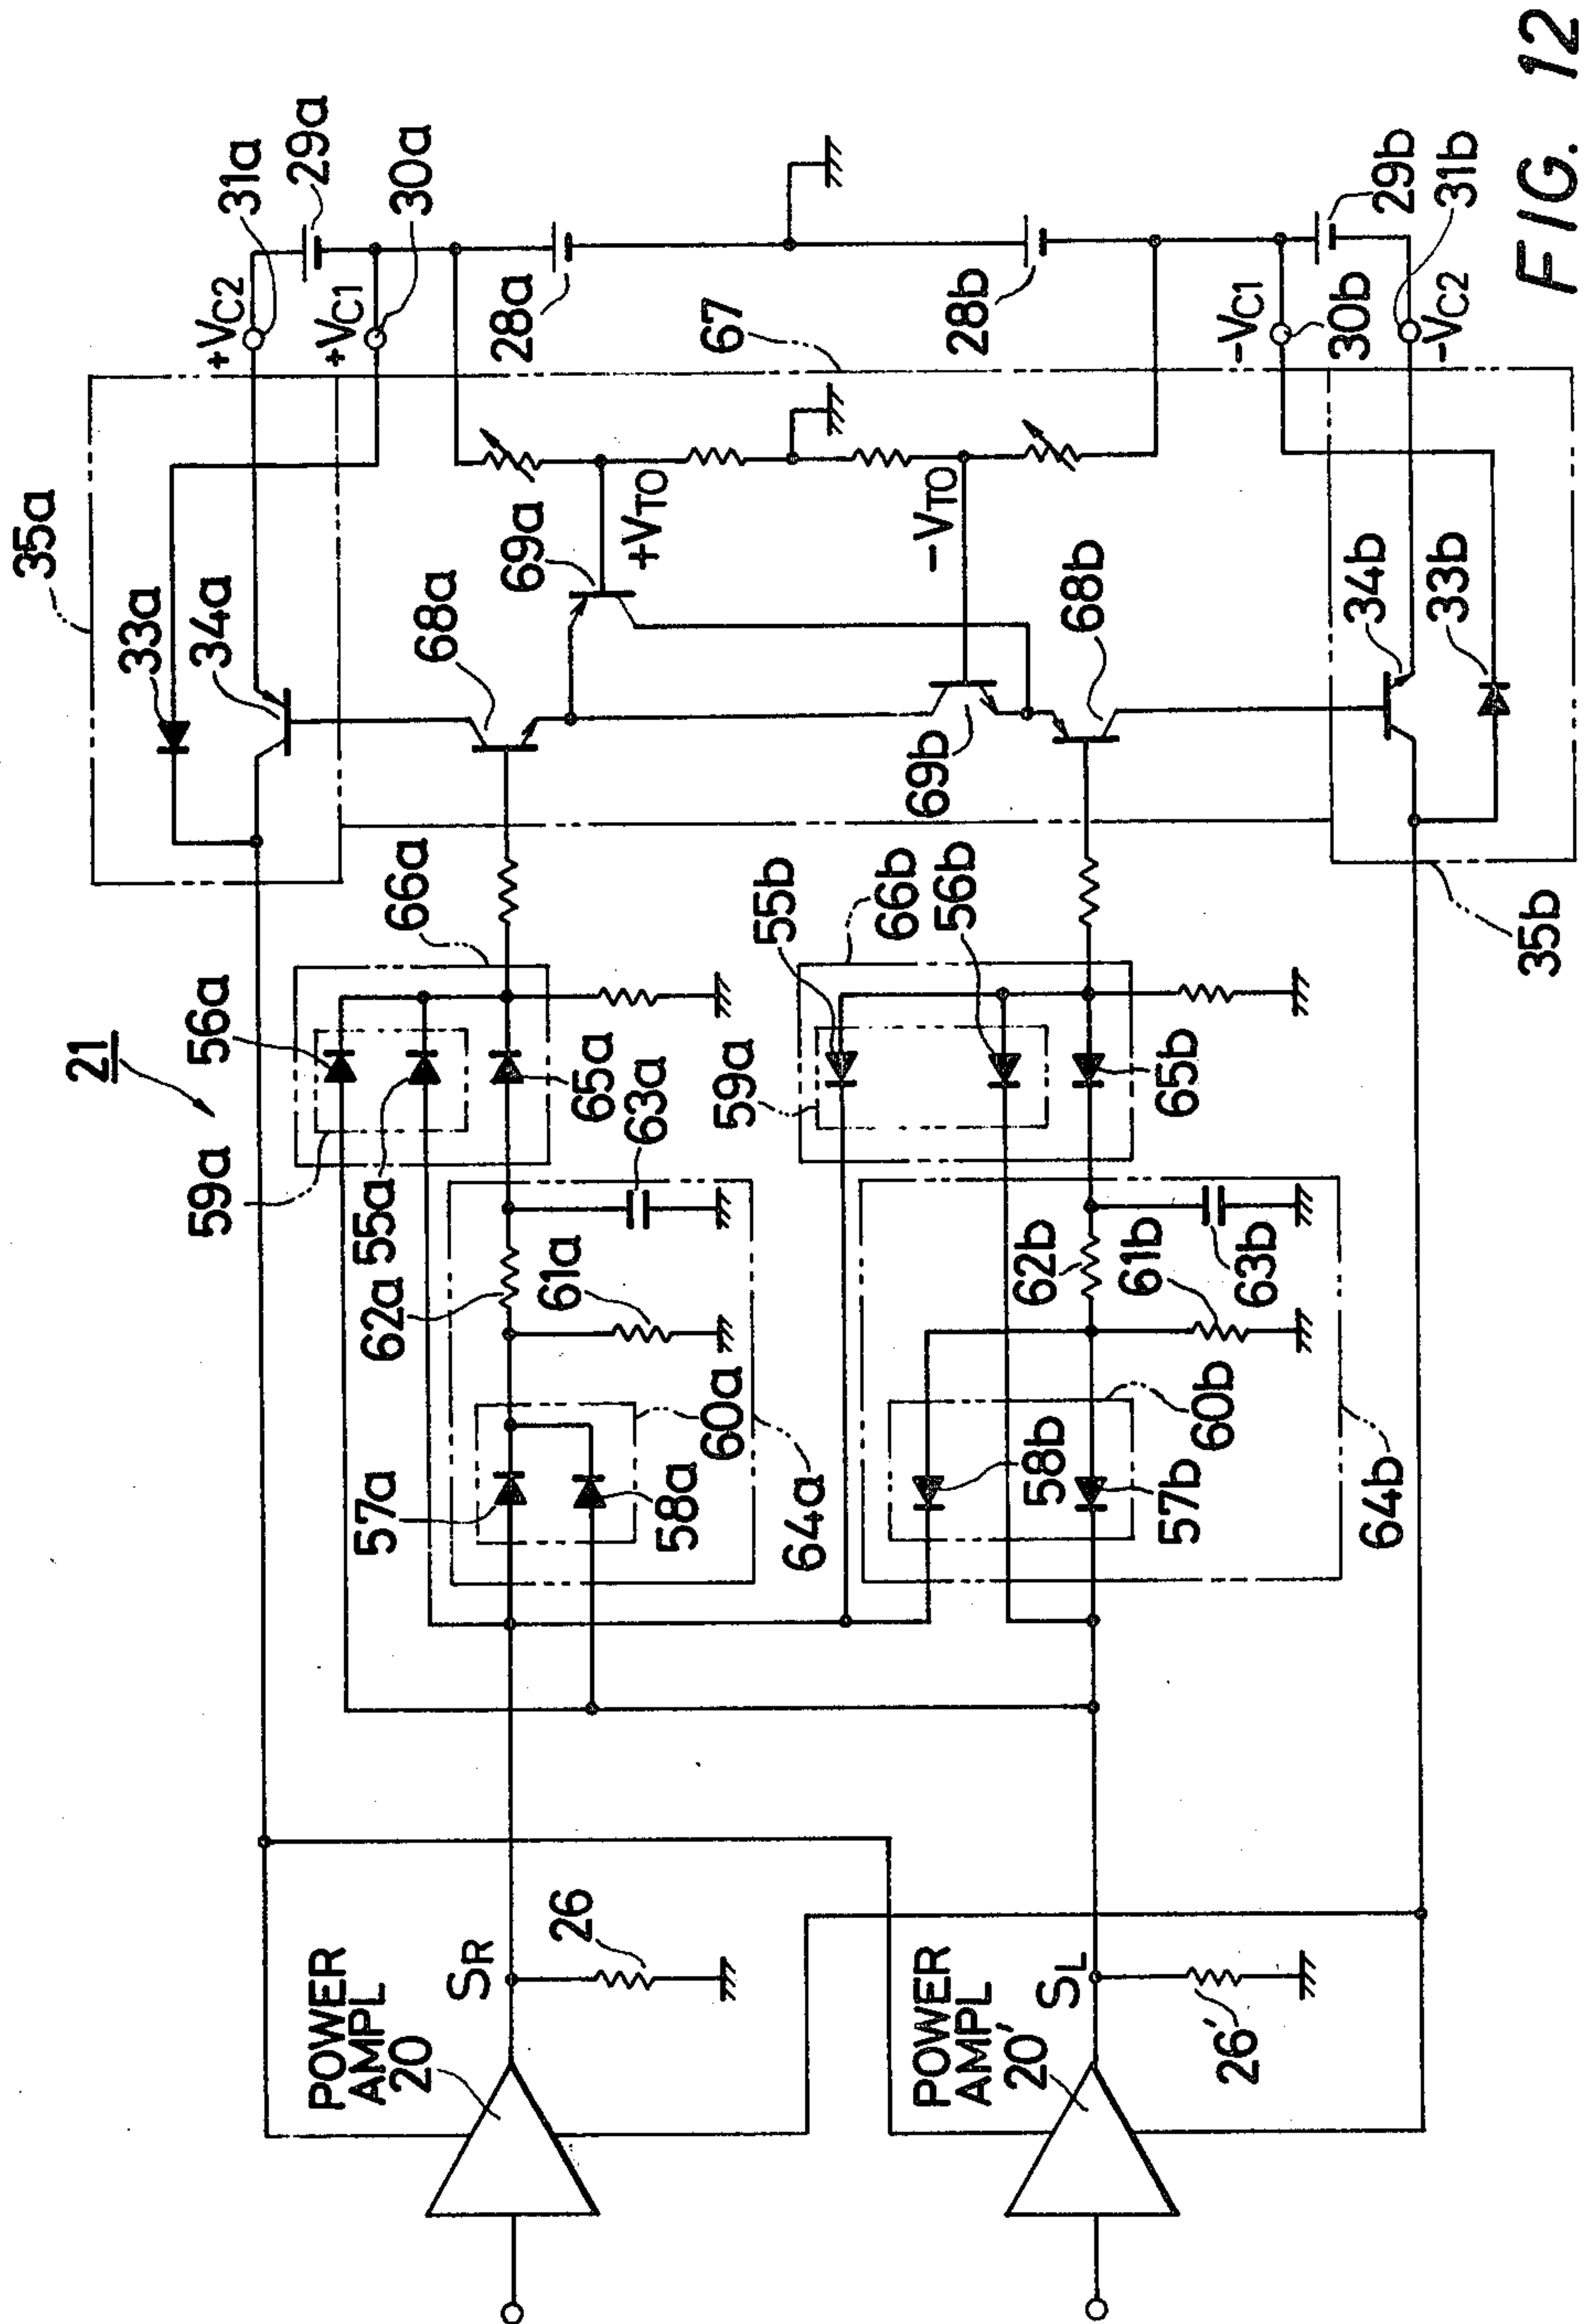 21
35a
33a
34a
+VC2
31a
29a
+VC1
30a
59a
56a
55a
66a
65a
63a
62a
61a
60a
57a
58a
64a
68a
69a
+VTO
28a
67
28b
-VTO
69b
68b
-VC1
30b
29b
31b
-VC2
34b
33b
35b
55b
66b
56b
59a
65b
62b
61b
63b
58b
57b
60b
64b
POWER
AMPL
20
SR
26
POWER
AMPL
20'
SL
26'
FIG. 12